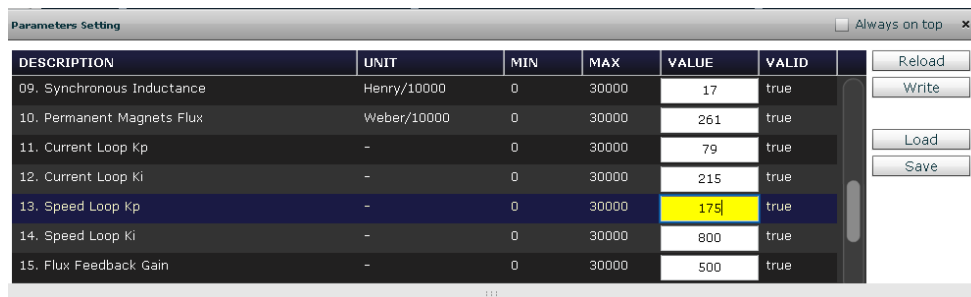 Parameters Setting Always on top ×
DESCRIPTION UNIT MIN MAX VALUE VALID Reload
09. Synchronous Inductance Henry/10000 0 30000 17 true Write
10. Permanent Magnets Flux Weber/10000 0 30000 261 true
11. Current Loop Kp - 0 30000 79 true Load
12. Current Loop Ki - 0 30000 215 true Save
13. Speed Loop Kp - 0 30000 175 true
14. Speed Loop Ki - 0 30000 800 true
15. Flux Feedback Gain - 0 30000 500 true